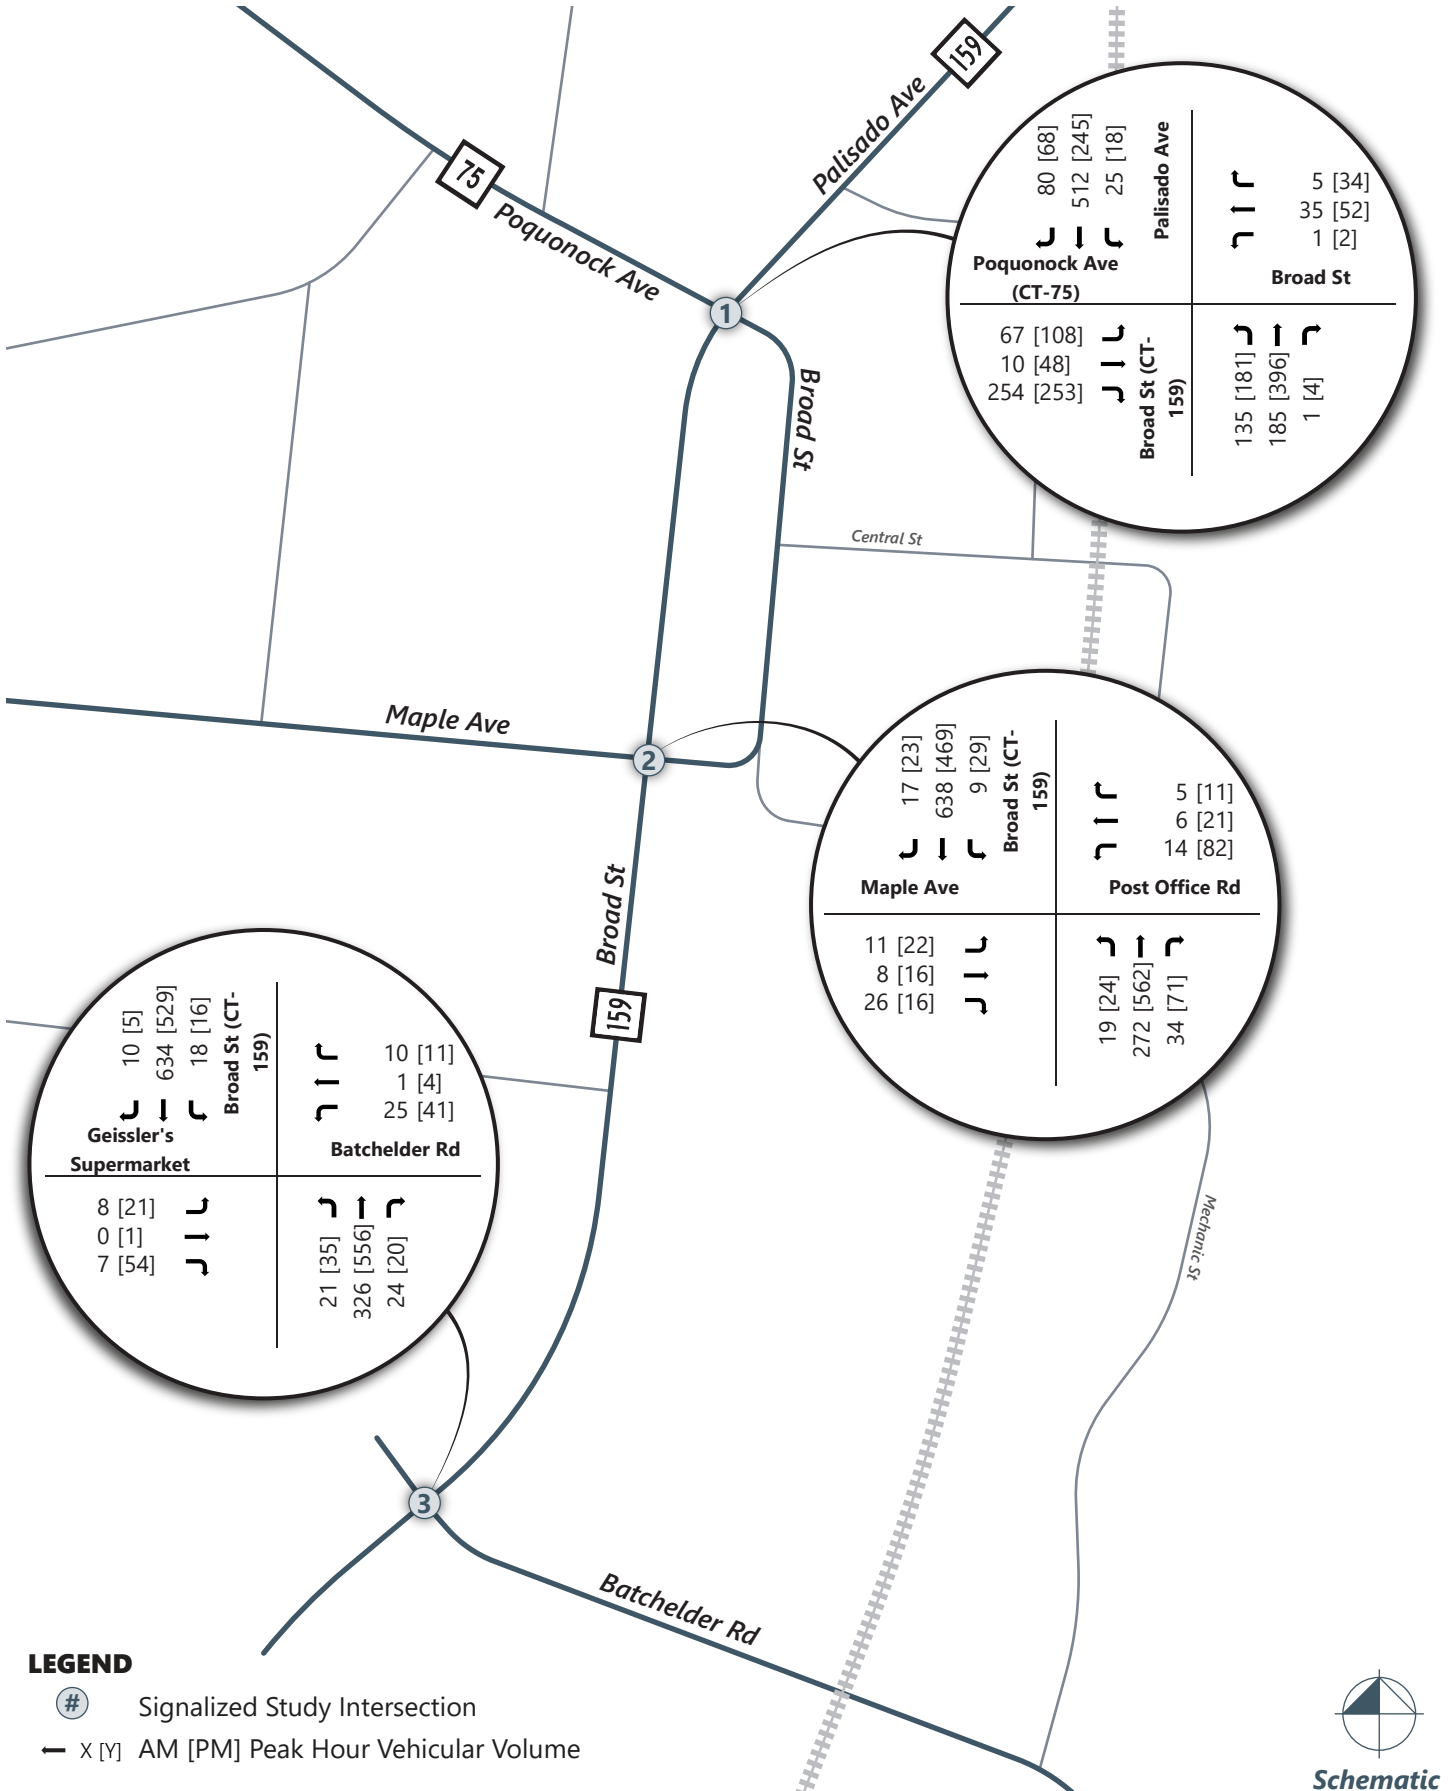 159
Palisado Ave
75
Poquonock Ave
1
80 [68]
512 [245]
25 [18]
Palisado Ave
5 [34]
35 [52]
1 [2]
Poquonock Ave
(CT-75)
Broad St
67 [108]
10 [48]
254 [253]
Broad St (CT-
159)
135 [181]
185 [396]
1 [4]
Broad St
Central St
Maple Ave
2
17 [23]
638 [469]
9 [29]
Broad St (CT-
159)
5 [11]
6 [21]
14 [82]
Maple Ave
Post Office Rd
11 [22]
8 [16]
26 [16]
19 [24]
272 [562]
34 [71]
Broad St
159
10 [5]
634 [529]
18 [16]
Broad St (CT-
159)
10 [11]
1 [4]
25 [41]
Geissler's
Supermarket
Batchelder Rd
8 [21]
0 [1]
7 [54]
21 [35]
326 [556]
24 [20]
Mechanic St
3
Batchelder Rd
LEGEND
# Signalized Study Intersection
X [Y] AM [PM] Peak Hour Vehicular Volume
Schematic